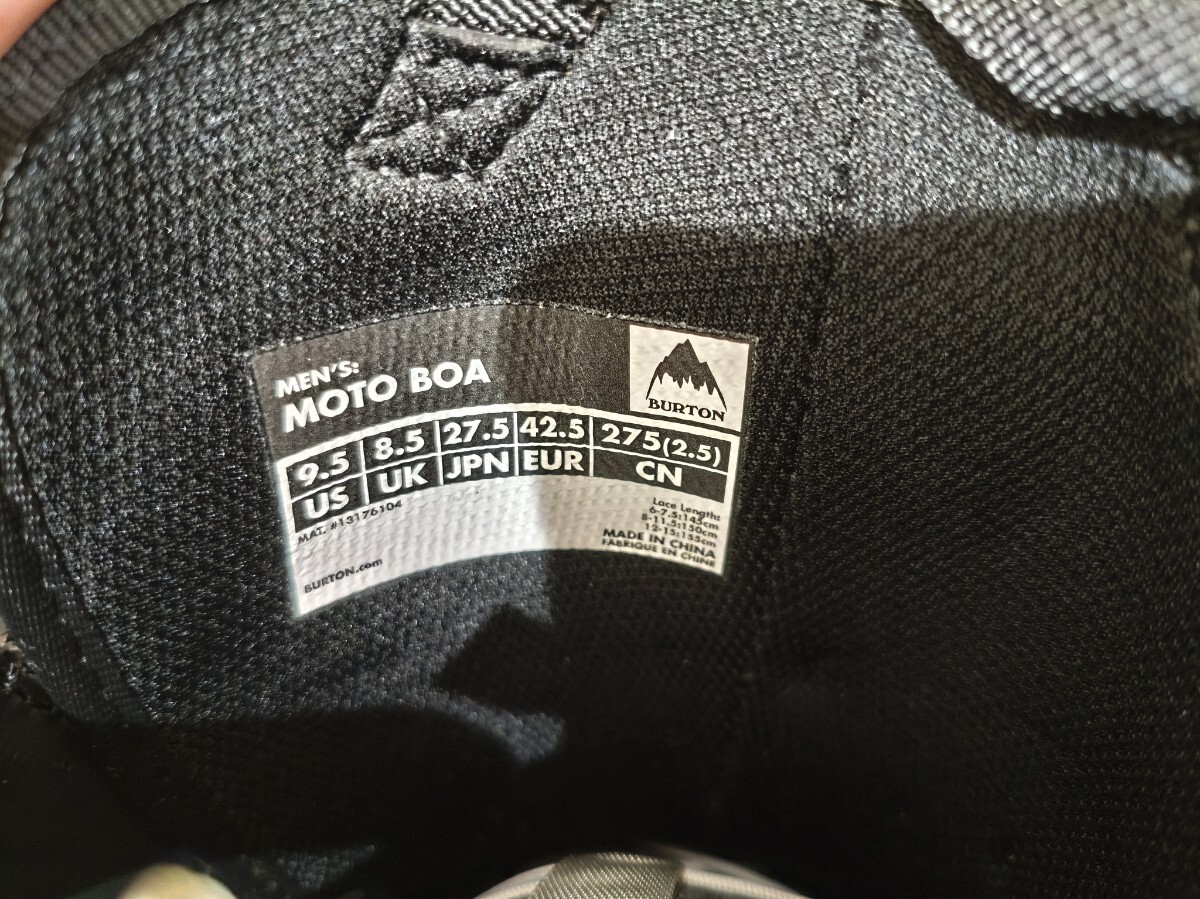 MEN'S:
MOTO BOA
BURTON
9.5 8.5 27.5 42.5 275(2.5)
US UK JPN EUR CN
MAT. #13176104
Lace Length:
6-7.5:145cm
8-11.5:150cm
12-15:155cm
MADE IN CHINA
FABRIQUE EN CHINE
BURTON.com